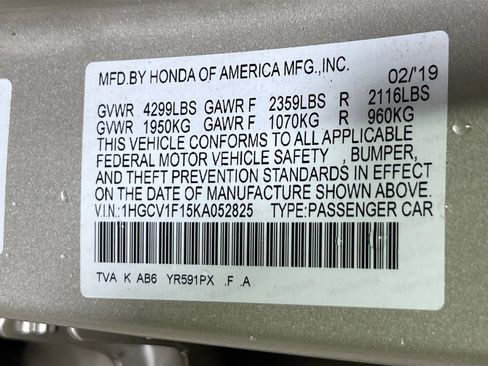 MFD.BY HONDA OF AMERICA MFG.,INC. 02/'19
GVWR 4299LBS GAWR F 2359LBS R 2116LBS
GVWR 1950KG GAWR F 1070KG R 960KG
THIS VEHICLE CONFORMS TO ALL APPLICABLE
FEDERAL MOTOR VEHICLE SAFETY , BUMPER,
AND THEFT PREVENTION STANDARDS IN EFFECT
ON THE DATE OF MANUFACTURE SHOWN ABOVE.
V.I.N.:1HGCV1F15KA052825 TYPE:PASSENGER CAR
TVA K AB6 YR591PX .F .A